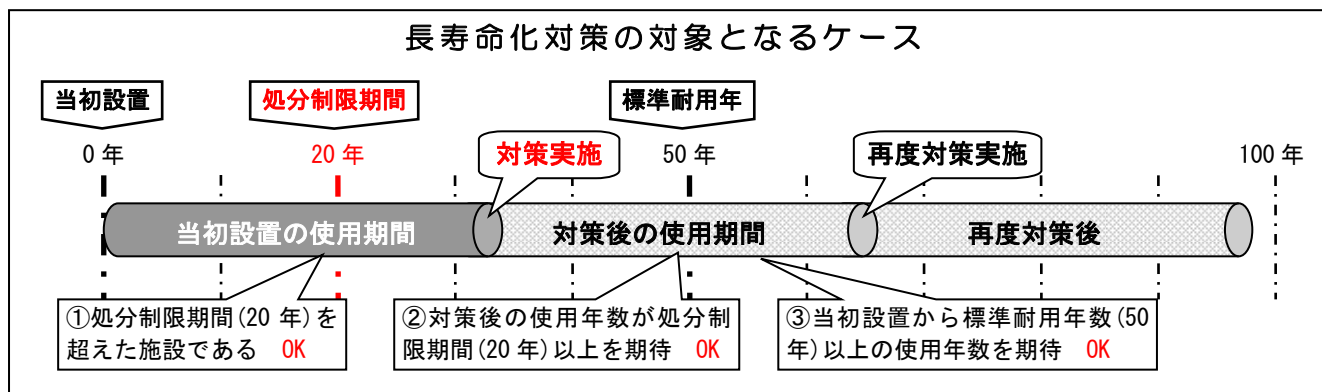 長寿命化対策の対象となるケース
当初設置
処分制限期間
標準耐用年
0 年
20 年
対策実施
50 年
再度対策実施
100 年
当初設置の使用期間
対策後の使用期間
再度対策後
①処分制限期間(20 年)を
超えた施設である OK
②対策後の使用年数が処分制
限期間(20 年)以上を期待 OK
③当初設置から標準耐用年数(50
年)以上の使用年数を期待 OK